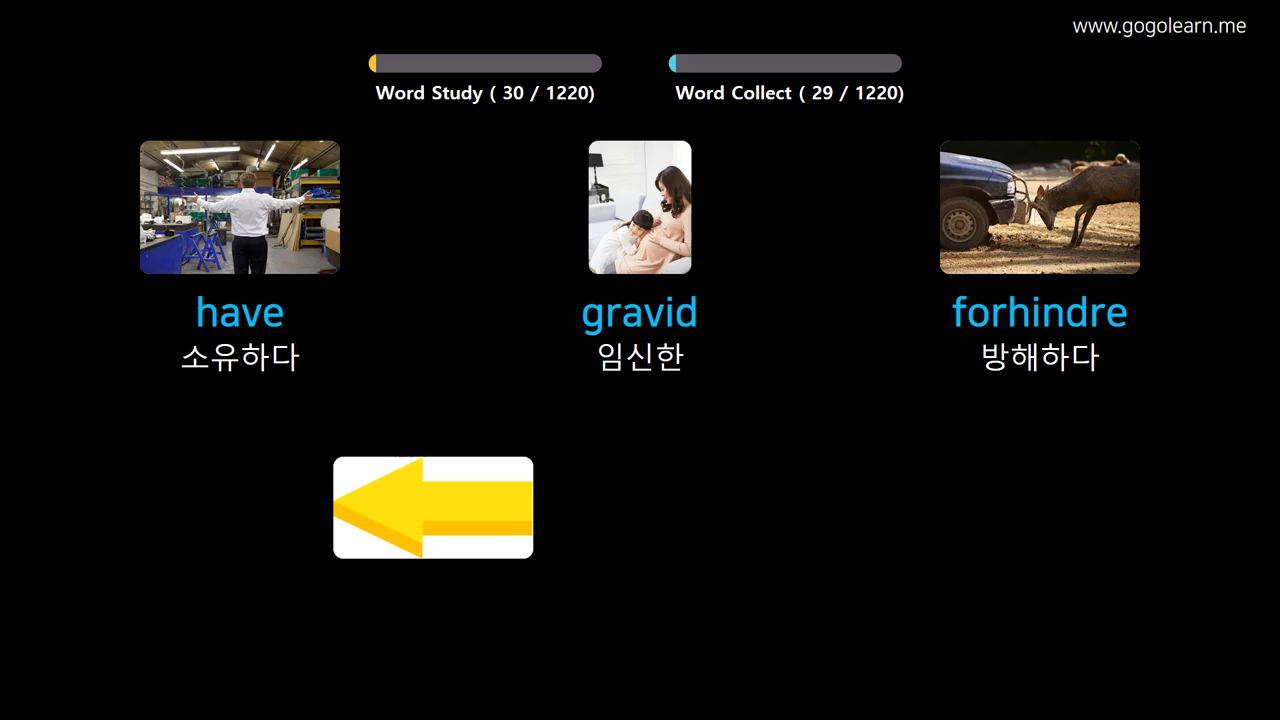 www.gogolearn.me
Word Study ( 30 / 1220)
Word Collect ( 29 / 1220)
have
gravid
forhindre
소유하다
임신한
방해하다